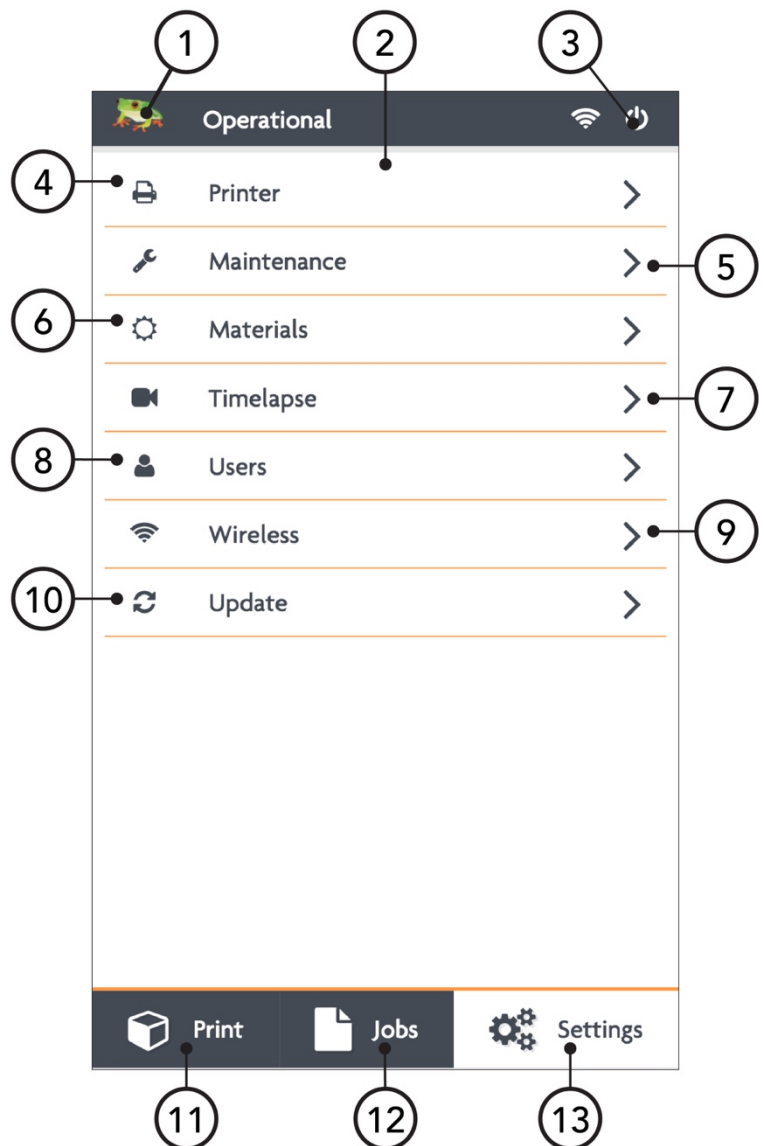 1 2 3
Operational
4 Printer
Maintenance 5
6 Materials
Timelapse 7
8 Users
Wireless 9
10 Update
Print Jobs Settings
11 12 13